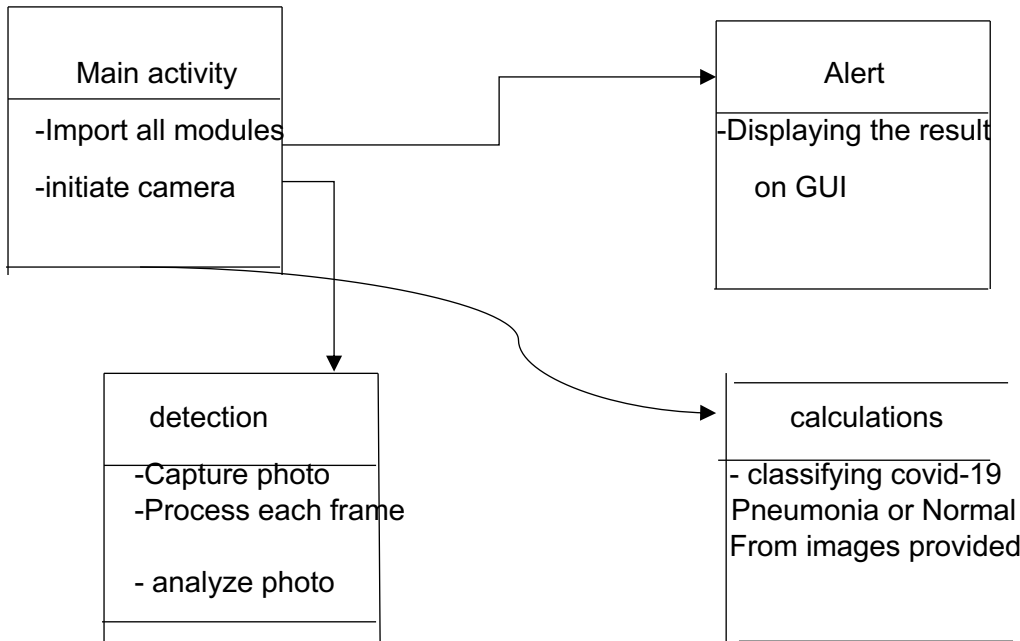 Main activity
-Import all modules
-initiate camera
Alert
-Displaying the result
on GUI
detection
-Capture photo
-Process each frame
- analyze photo
calculations
- classifying covid-19
Pneumonia or Normal
From images provided